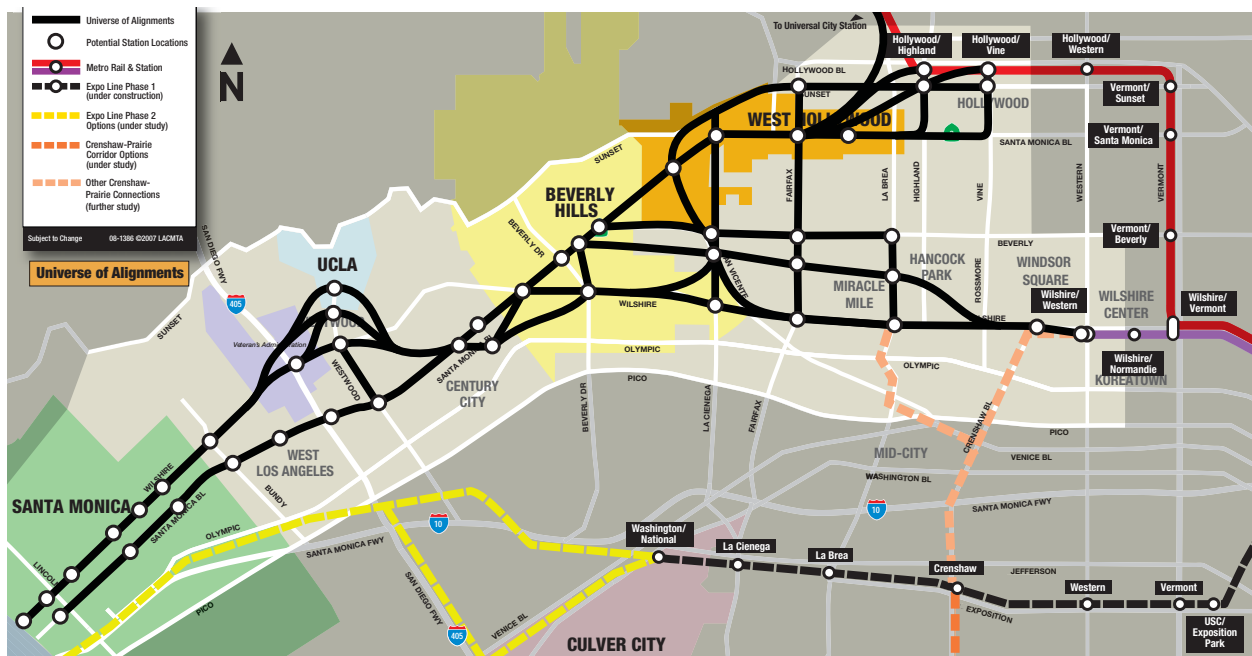 Universe of Alignments
Potential Station Locations
Metro Rail & Station
Expo Line Phase 1
(under construction)
Expo Line Phase 2
Options (under study)
Crenshaw-Prairie
Corridor Options
(under study)
Other Crenshaw-
Prairie Connections
(further study)
Subject to Change
08-1386 ©2007 LACMTA
Universe of Alignments
N
To Universal City Station
Hollywood/
Highland
Hollywood/
Vine
Hollywood/
Western
HOLLYWOOD BL
SUNSET
HOLLYWOOD
Vermont/
Sunset
WEST HOLLYWOOD
Vermont/
Santa Monica
SANTA MONICA BL
SUNSET
FAIRFAX
LA BREA
HIGHLAND
VINE
WESTERN
VERMONT
BEVERLY
HILLS
BEVERLY DR
SAN DIEGO FWY
405
UCLA
BEVERLY
Vermont/
Beverly
HANCOCK
PARK
ROSSMORE
WINDSOR
SQUARE
MIRACLE
MILE
WILSHIRE
Wilshire/
Western
WILSHIRE
CENTER
Wilshire/
Vermont
SUNSET
Veteran's Administration
WESTWOOD
SANTA MONICA BL
OLYMPIC
OLYMPIC
Wilshire/
Normandie
KOREATOWN
CENTURY
CITY
PICO
BEVERLY DR
LA CIENEGA
FAIRFAX
CRENSHAW BL
PICO
MID-CITY
VENICE BL
WASHINGTON BL
WEST
LOS ANGELES
BUNDY
WILSHIRE
SANTA MONICA BL
SANTA MONICA
SANTA MONICA FWY
10
10
OLYMPIC
SANTA MONICA FWY
Washington/
National
La Cienega
La Brea
Crenshaw
JEFFERSON
Western
Vermont
USC/
Exposition
Park
EXPOSITION
PICO
SAN DIEGO FWY
405
VENICE BL
CULVER CITY